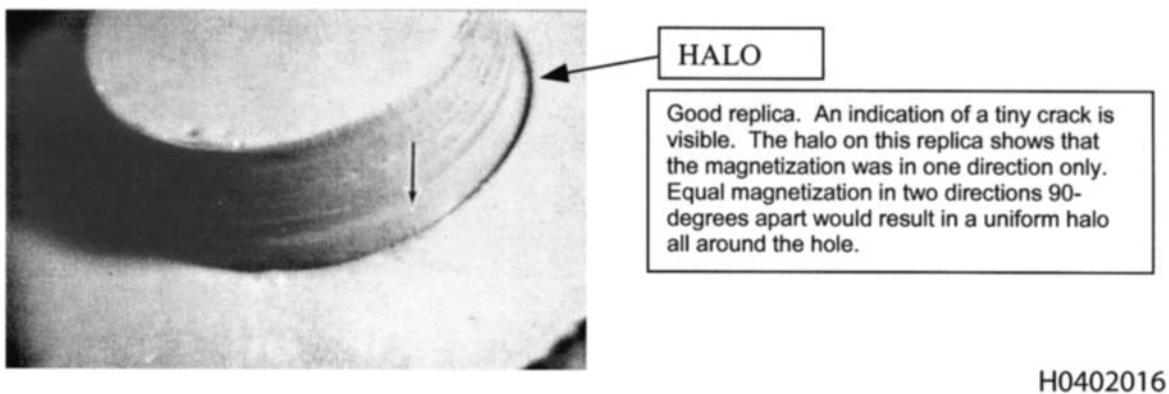 HALO
Good replica. An indication of a tiny crack is
visible. The halo on this replica shows that
the magnetization was in one direction only.
Equal magnetization in two directions 90-
degrees apart would result in a uniform halo
all around the hole.
H0402016